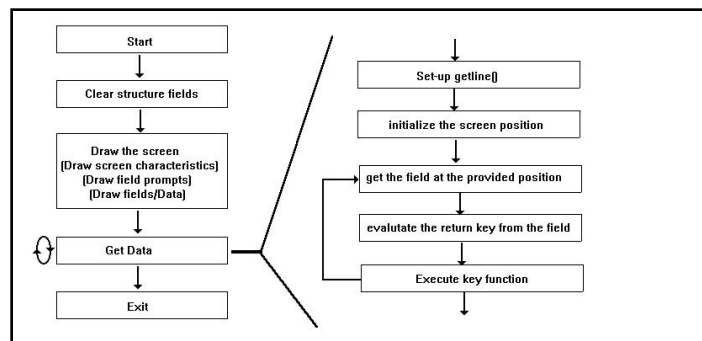 Start
Clear structure fields
Draw the screen
(Draw screen characteristics)
(Draw field prompts)
(Draw fields/Data)
Get Data
Exit
Set-up getline()
initialize the screen position
get the field at the provided position
evalutate the return key from the field
Execute key function